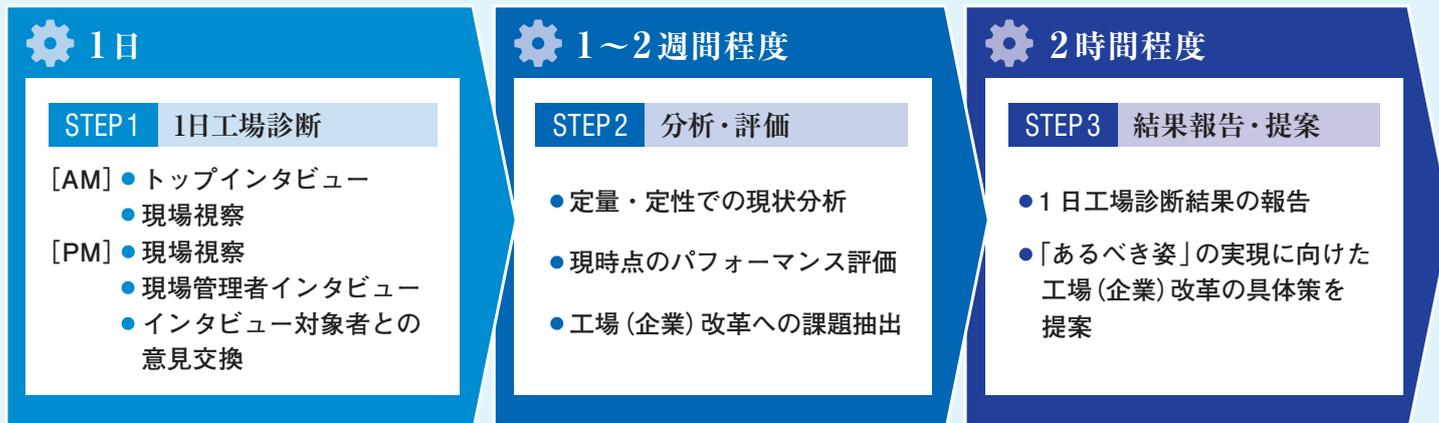 1日
STEP1 1日工場診断
[AM] ● トップインタビュー
● 現場視察
[PM] ● 現場視察
● 現場管理者インタビュー
● インタビュー対象者との
意見交換
1〜2週間程度
STEP2 分析・評価
● 定量・定性での現状分析
● 現時点のパフォーマンス評価
● 工場(企業)改革への課題抽出
2時間程度
STEP3 結果報告・提案
● 1日工場診断結果の報告
● 「あるべき姿」の実現に向けた
工場(企業)改革の具体策を
提案